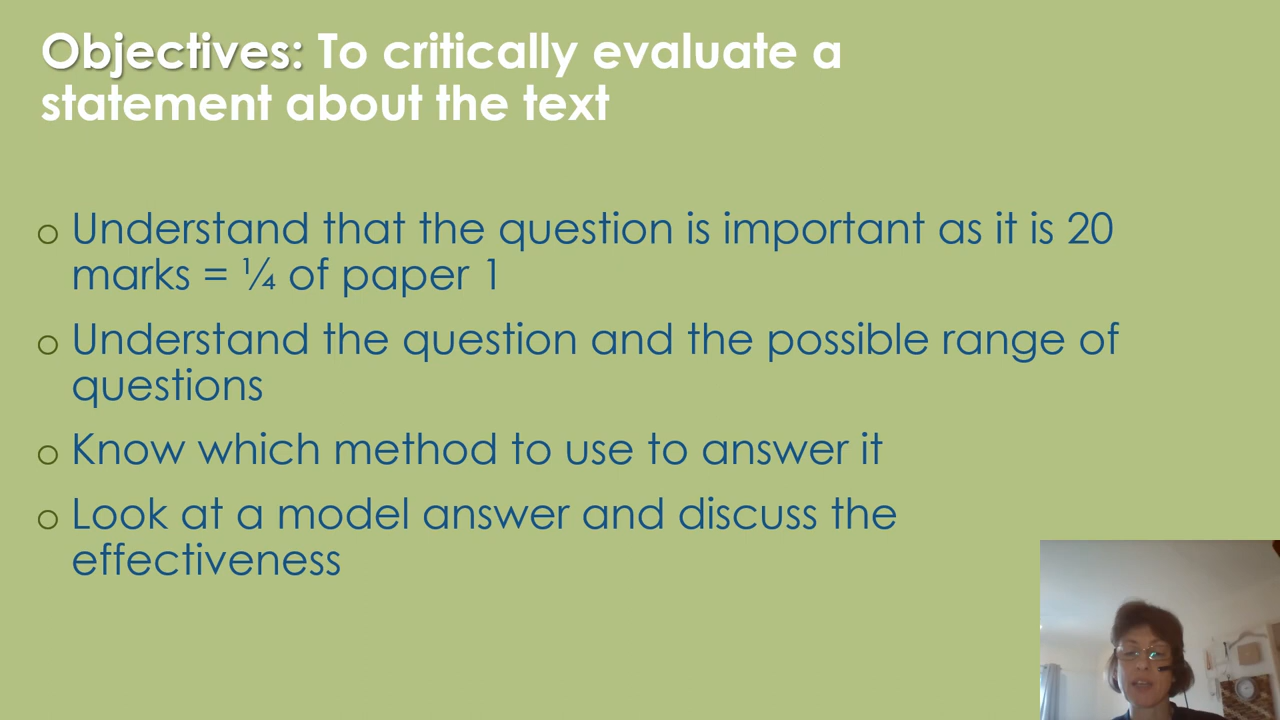 Objectives: To critically evaluate a
statement about the text
o Understand that the question is important as it is 20
marks = ¼ of paper 1
o Understand the question and the possible range of
questions
o Know which method to use to answer it
o Look at a model answer and discuss the
effectiveness